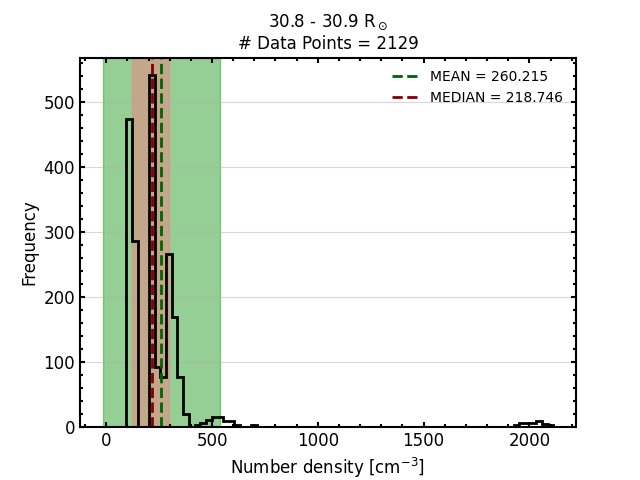 30.8 - 30.9 R⊙
# Data Points = 2129
MEAN = 260.215
MEDIAN = 218.746
Frequency
500
400
300
200
100
0
0 500 1000 1500 2000
Number density [cm⁻³]